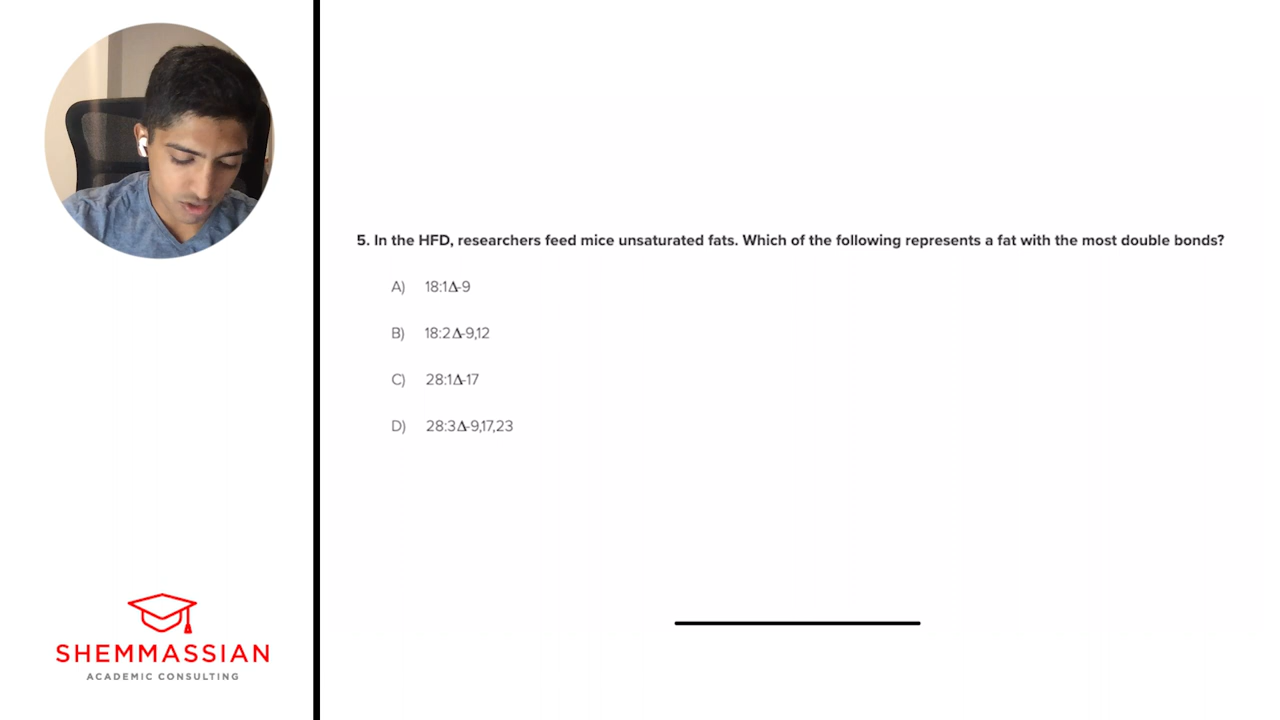 5. In the HFD, researchers feed mice unsaturated fats. Which of the following represents a fat with the most double bonds?
A) 18:1Δ-9
B) 18:2Δ-9,12
C) 28:1Δ-17
D) 28:3Δ-9,17,23
SHEMMASSIAN
ACADEMIC CONSULTING